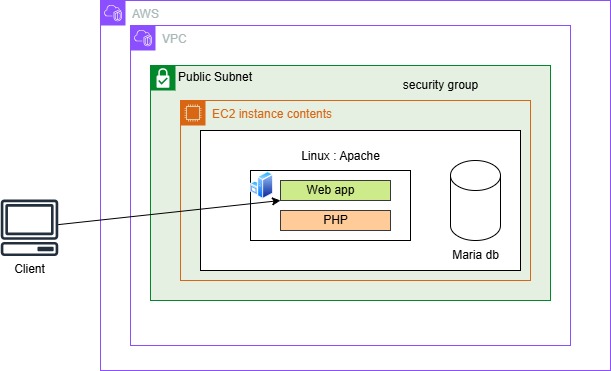 AWS
VPC
Public Subnet
security group
EC2 instance contents
Linux : Apache
Web app
PHP
Maria db
Client